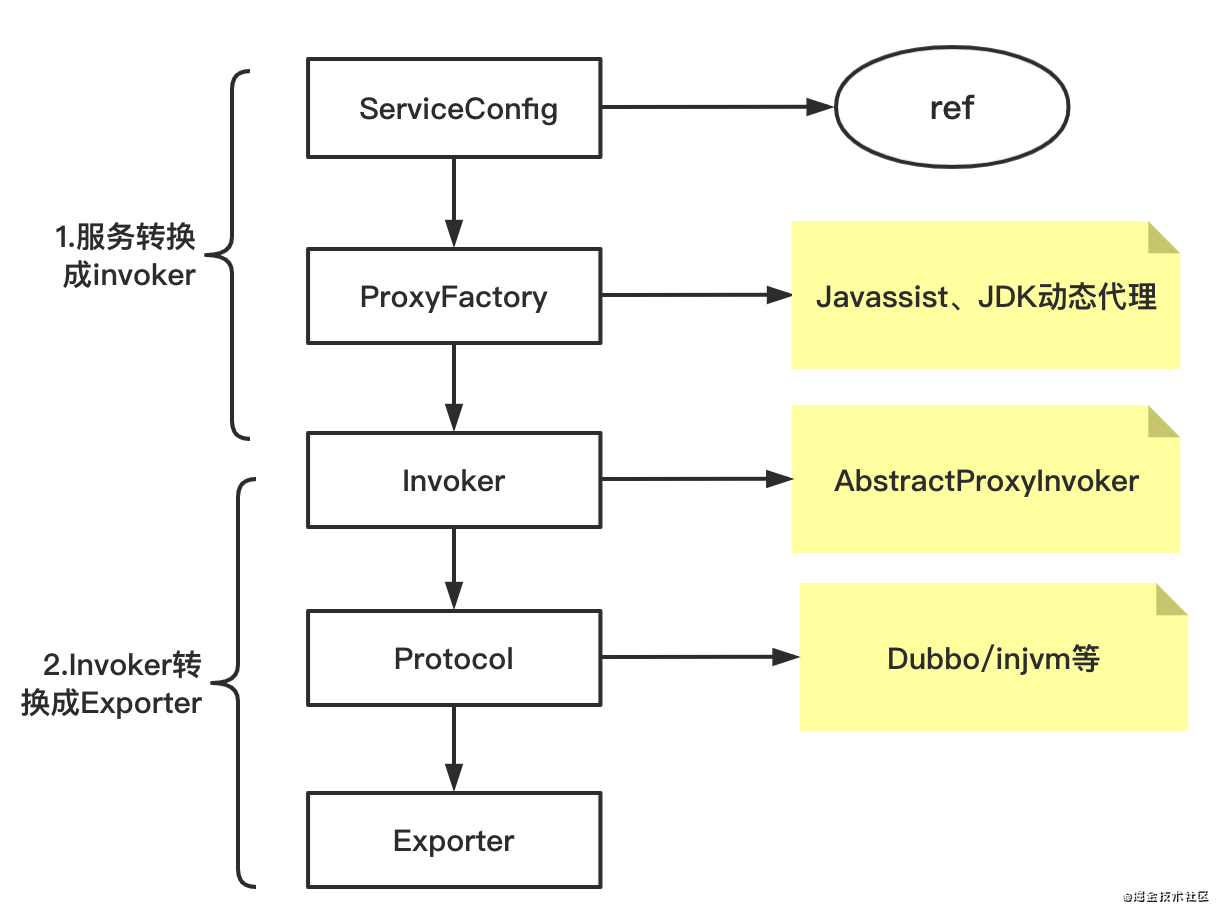 ServiceConfig
ref
1.服务转换
成invoker
ProxyFactory
Javassist、JDK动态代理
Invoker
AbstractProxyInvoker
2.Invoker转
换成Exporter
Protocol
Dubbo/injvm等
Exporter
@掘金技术社区